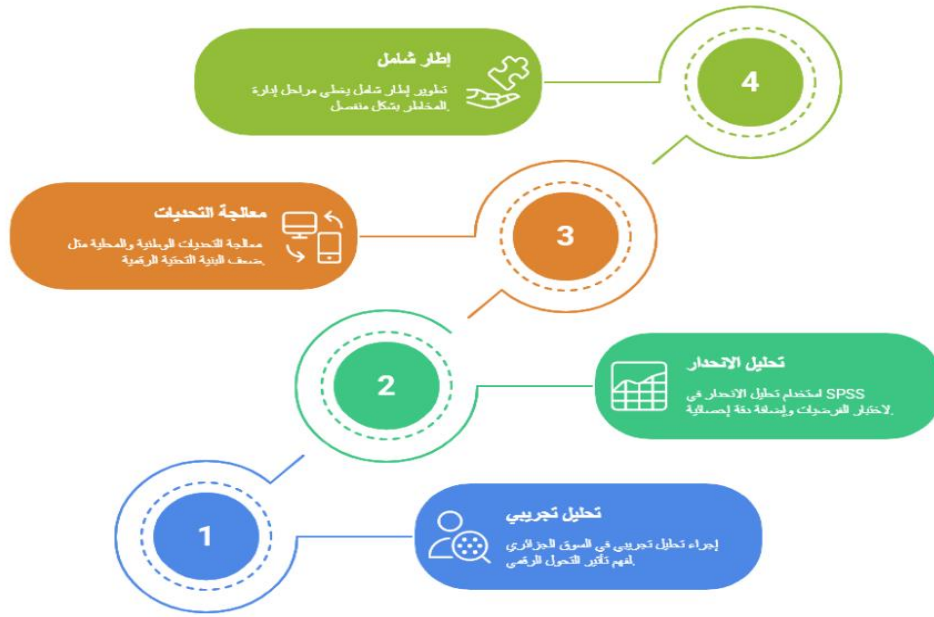 4
إطار شامل
تطوير إطار شامل يغطي مراحل إدارة
المخاطر بشكل منفصل.
3
معالجة التحديات
معالجة التحديات الوطنية والمحلية مثل
ضعف البنية التحتية الرقمية.
2
تحليل الانحدار
استخدام تحليل الانحدار في SPSS
لاختبار الفرضيات وإضافة دقة إحصائية.
1
تحليل تجريبي
إجراء تحليل تجريبي في السوق الجزائري
لفهم تأثير التحول الرقمي.